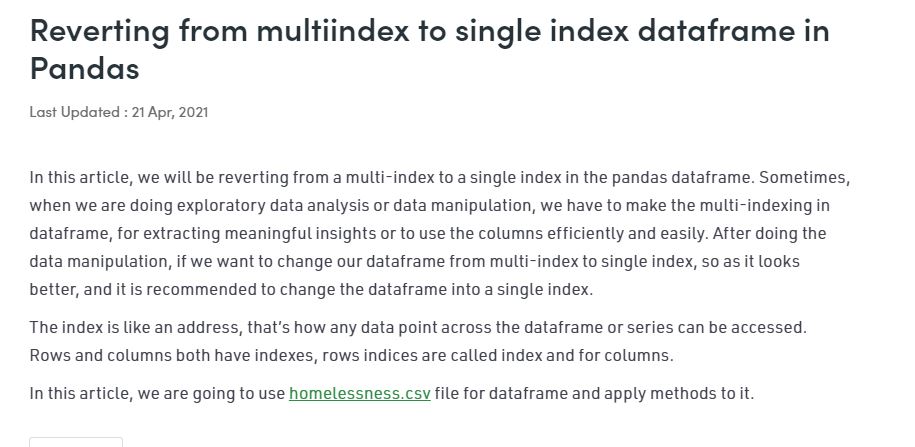 Reverting from multiindex to single index dataframe in
Pandas
Last Updated : 21 Apr, 2021
In this article, we will be reverting from a multi-index to a single index in the pandas dataframe. Sometimes,
when we are doing exploratory data analysis or data manipulation, we have to make the multi-indexing in
dataframe, for extracting meaningful insights or to use the columns efficiently and easily. After doing the
data manipulation, if we want to change our dataframe from multi-index to single index, so as it looks
better, and it is recommended to change the dataframe into a single index.
The index is like an address, that’s how any data point across the dataframe or series can be accessed.
Rows and columns both have indexes, rows indices are called index and for columns.
In this article, we are going to use homelessness.csv file for dataframe and apply methods to it.